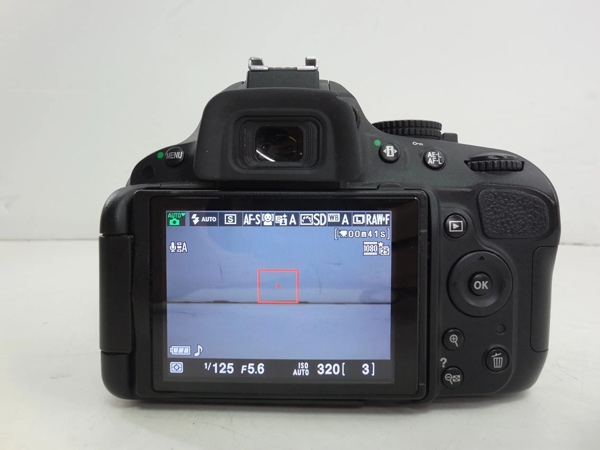 MENU
i
AE-L
AF-L
AUTO AUTO S AF-S A SD WB A L RAW+F
[00m41s]
A 1080 25
1/125 F5.6 ISO AUTO 320[ 3]
OK
?